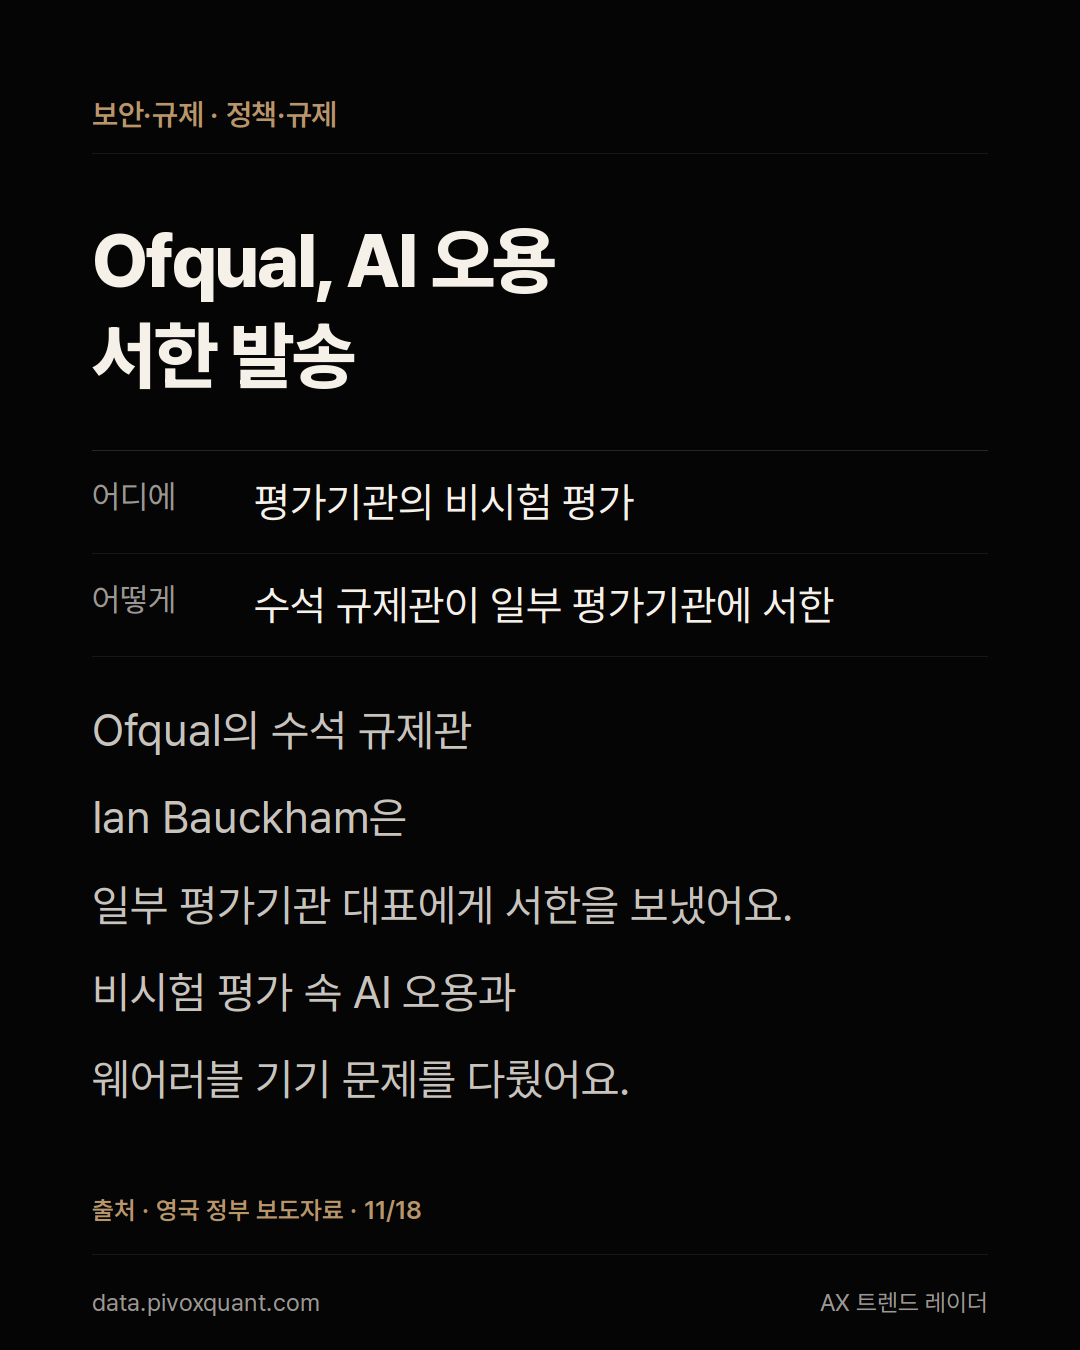 보안·규제 · 정책·규제
Ofqual, AI 오용
서한 발송
어디에 평가기관의 비시험 평가
어떻게 수석 규제관이 일부 평가기관에 서한
Ofqual의 수석 규제관
Ian Bauckham은
일부 평가기관 대표에게 서한을 보냈어요.
비시험 평가 속 AI 오용과
웨어러블 기기 문제를 다뤘어요.
출처 · 영국 정부 보도자료 · 11/18
data.pivoxquant.com AX 트렌드 레이더